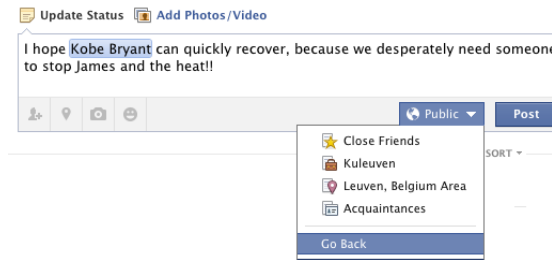 Update Status Add Photos/Video
I hope Kobe Bryant can quickly recover, because we desperately need someone
to stop James and the heat!!
Public Post
Close Friends
SORT
Kuleuven
Leuven, Belgium Area
Acquaintances
Go Back